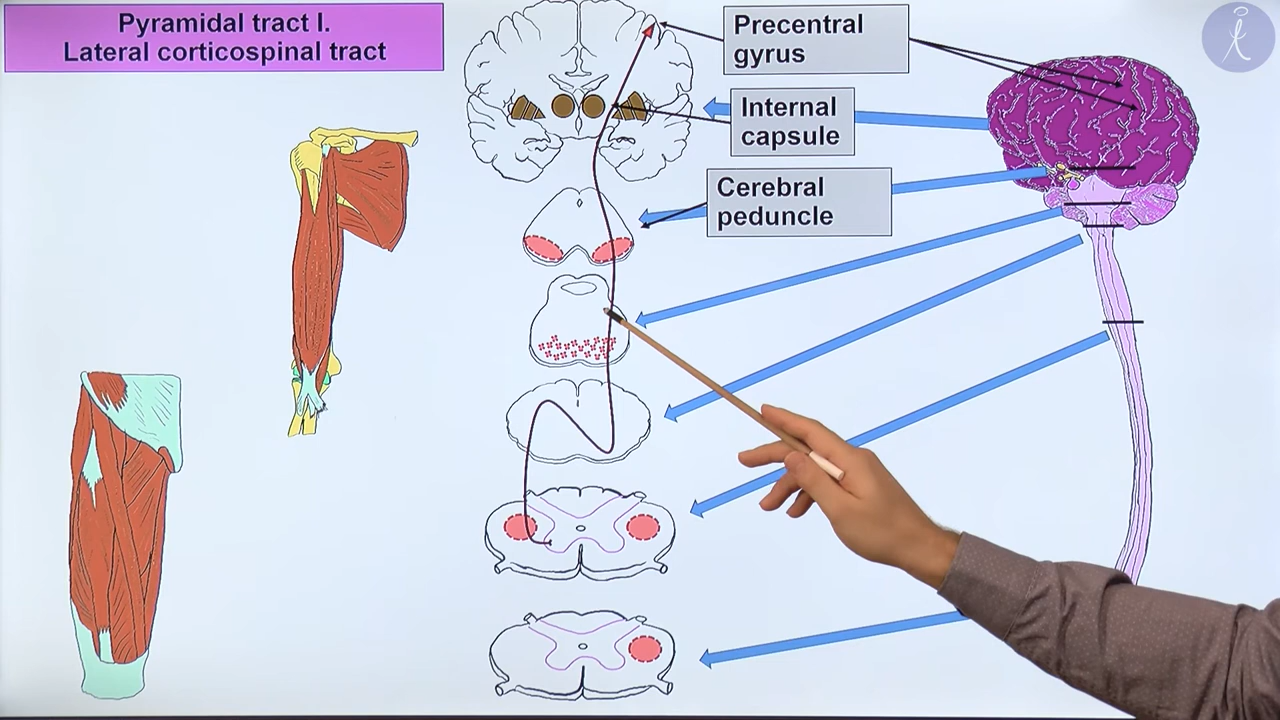 Pyramidal tract I.
Lateral corticospinal tract
Precentral
gyrus
Internal
capsule
Cerebral
peduncle